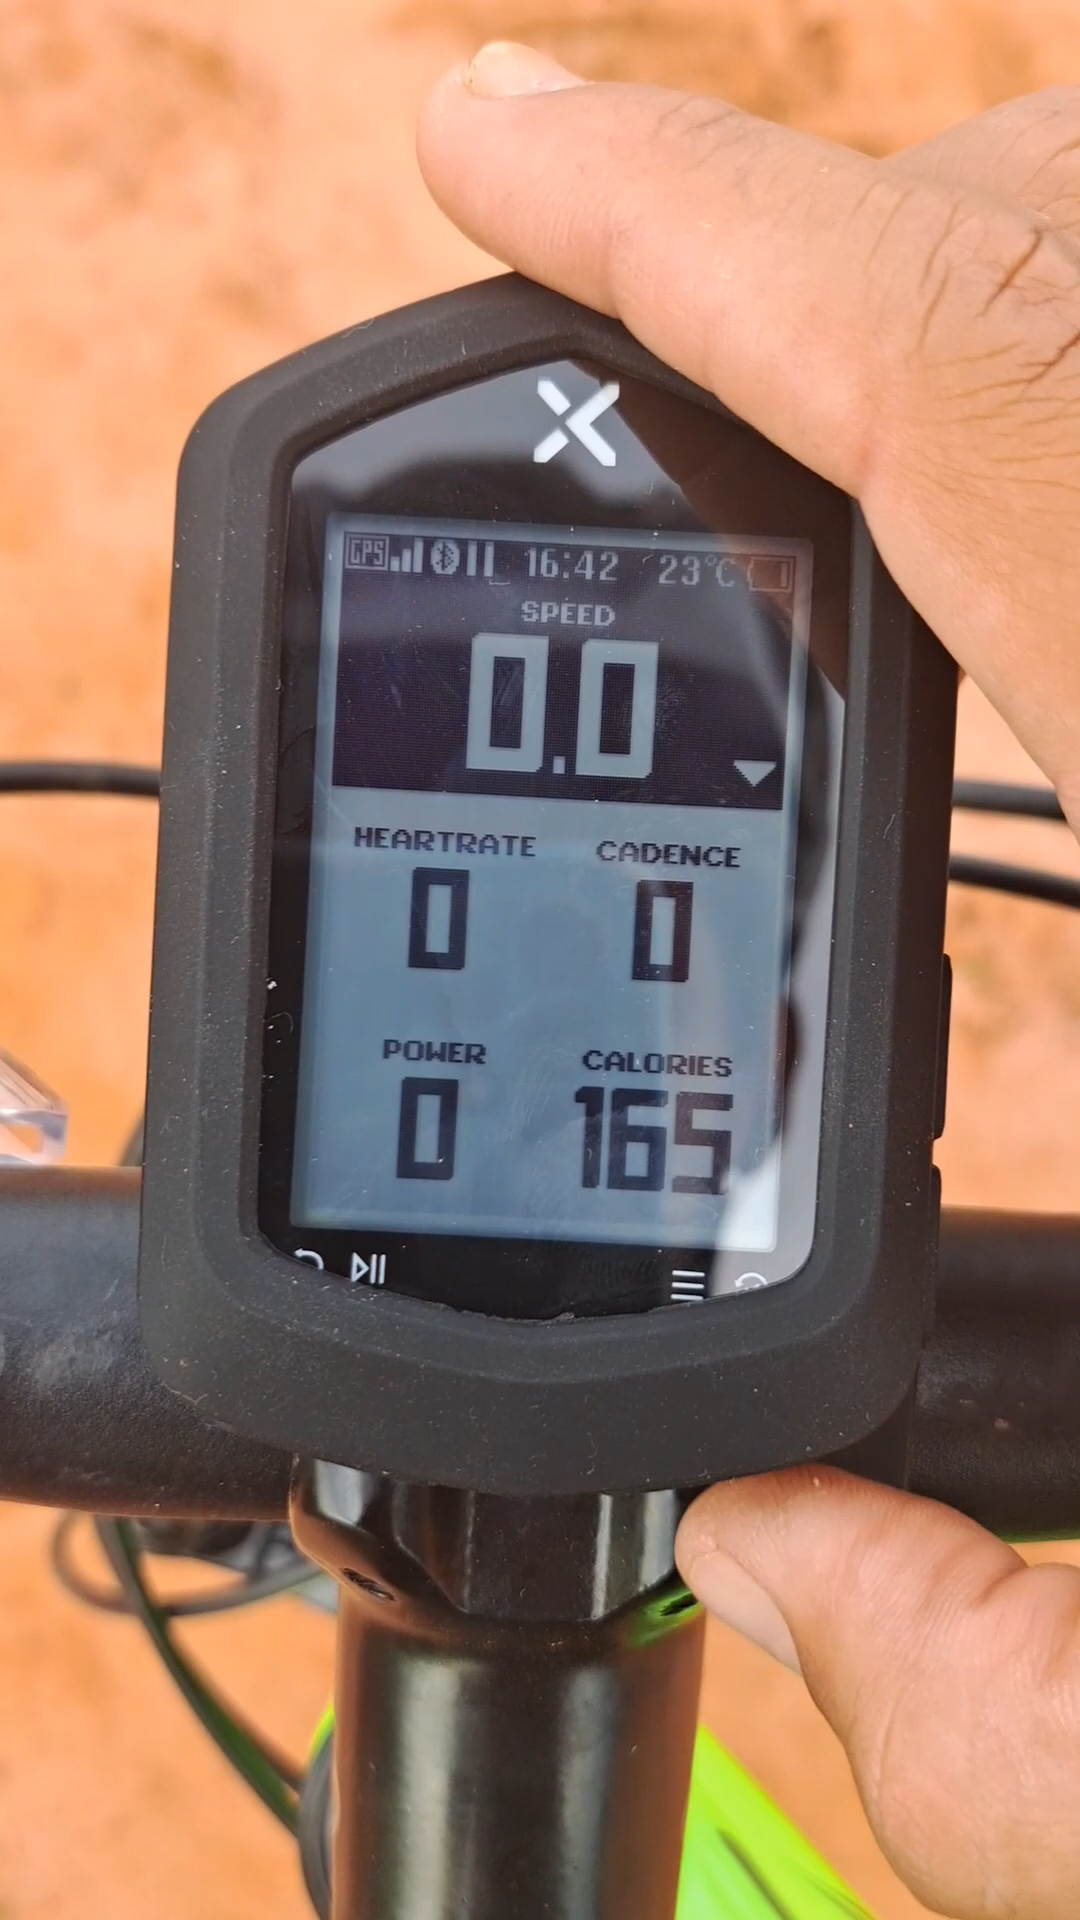 GPS 16:42 23°C
SPEED
0.0
HEARTRATE CADENCE
0 0
POWER CALORIES
0 165